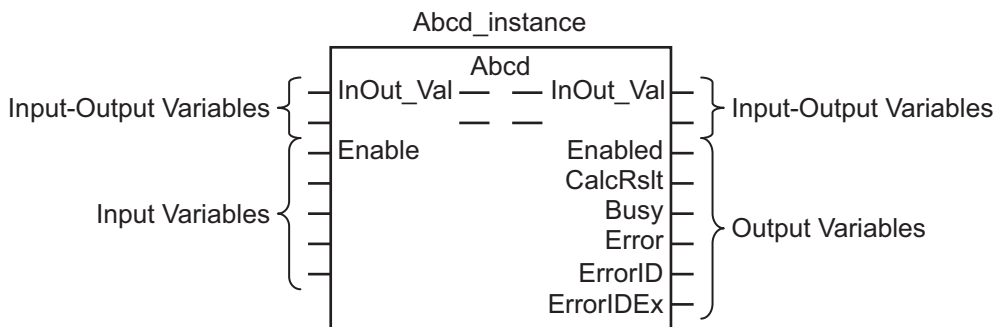 Abcd_instance
Abcd
Input-Output Variables
InOut_Val
InOut_Val
Input-Output Variables
Enable
Enabled
CalcRslt
Input Variables
Busy
Output Variables
Error
ErrorID
ErrorIDEx